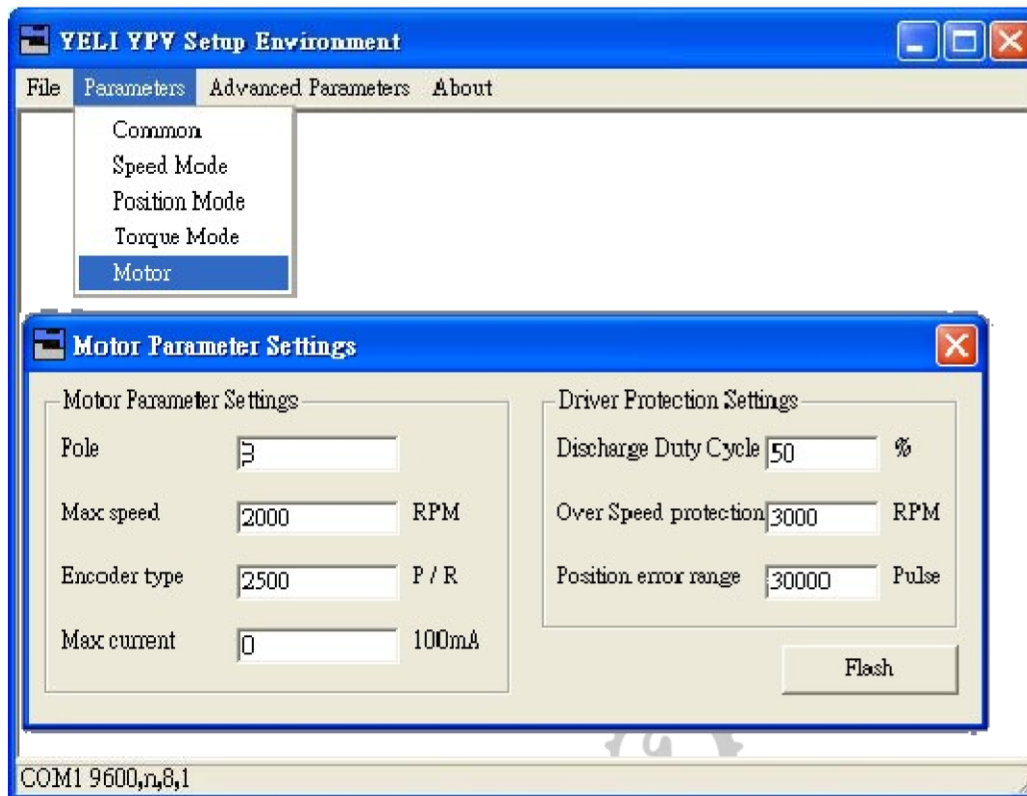 YELI YPV Setup Environment
File Parameters Advanced Parameters About
Common
Speed Mode
Position Mode
Torque Mode
Motor
Motor Parameter Settings
Motor Parameter Settings
Pole 3
Max speed 2000 RPM
Encoder type 2500 P / R
Max current 0 100mA
Driver Protection Settings
Discharge Duty Cycle 50 %
Over Speed protection 3000 RPM
Position error range 30000 Pulse
Flash
COM1 9600,n,8,1